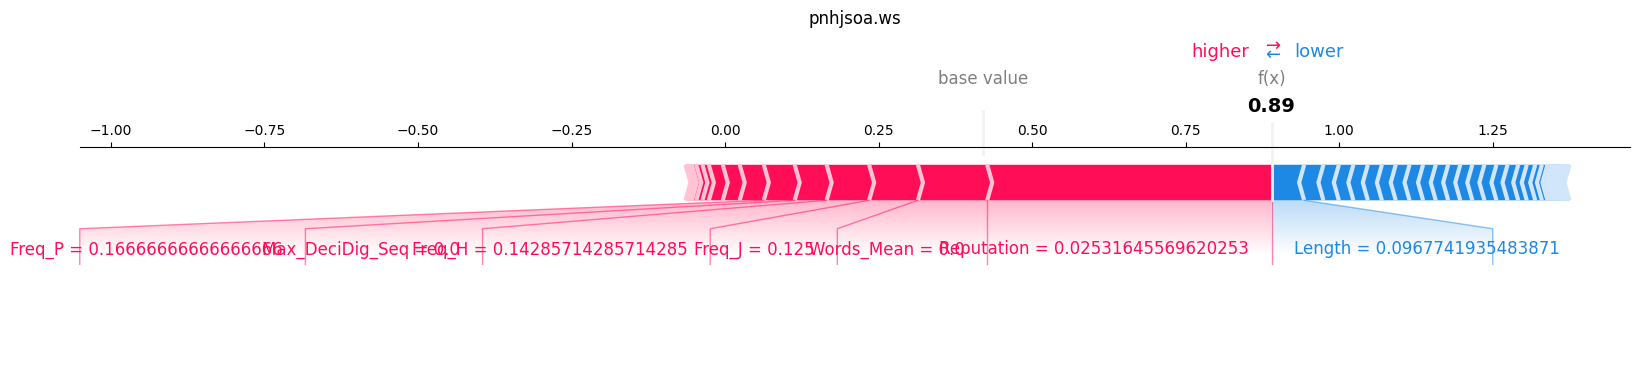 pnhjsoa.ws
higher ⇄ lower
base value f(x)
0.89
−1.00 −0.75 −0.50 −0.25 0.00 0.25 0.50 0.75 1.00 1.25
Freq_P = 0.16666666666666666 Max_DeciDig_Seq = 0.0 Freq_H = 0.14285714285714285 Freq_J = 0.125 Words_Mean = 0.0 Reputation = 0.02531645569620253 Length = 0.0967741935483871